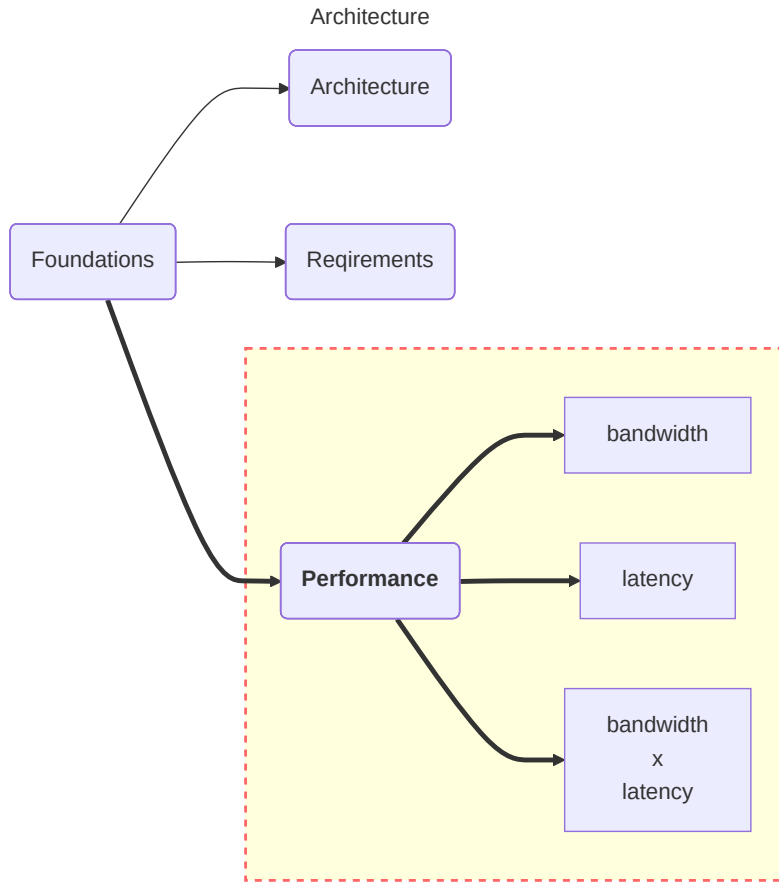 Architecture
Architecture
Foundations
Reqirements
bandwidth
Performance
latency
bandwidth
x
latency